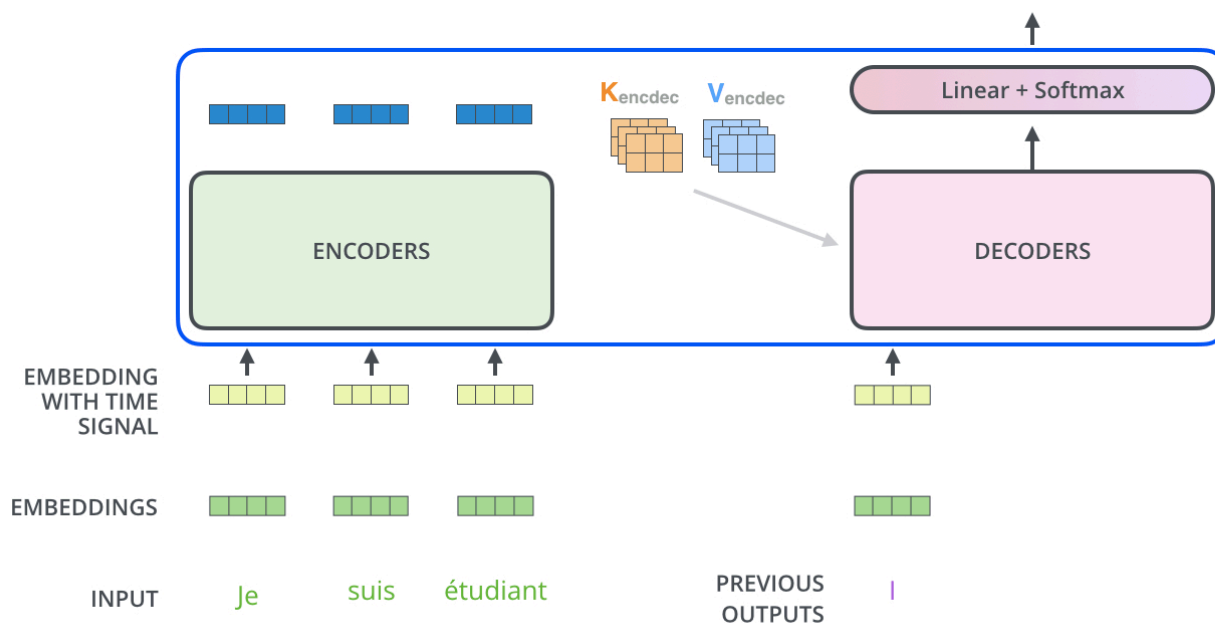 Kencdec Vencdec
Linear + Softmax
ENCODERS
DECODERS
EMBEDDING
WITH TIME
SIGNAL
EMBEDDINGS
INPUT
Je suis étudiant
PREVIOUS
OUTPUTS
I